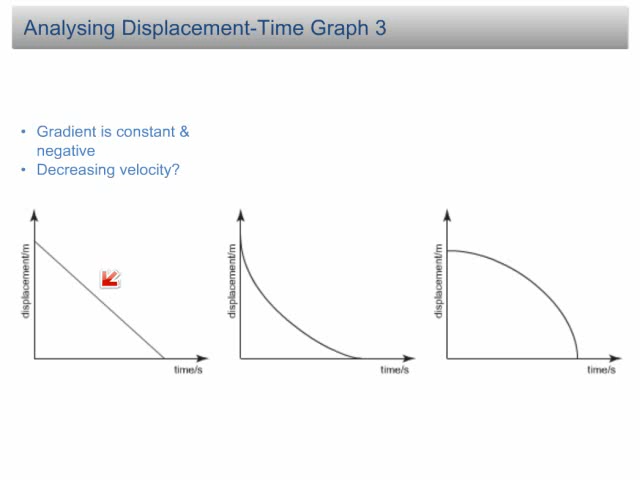 Analysing Displacement-Time Graph 3
• Gradient is constant &
negative
• Decreasing velocity?
displacement/m
time/s
displacement/m
time/s
displacement/m
time/s